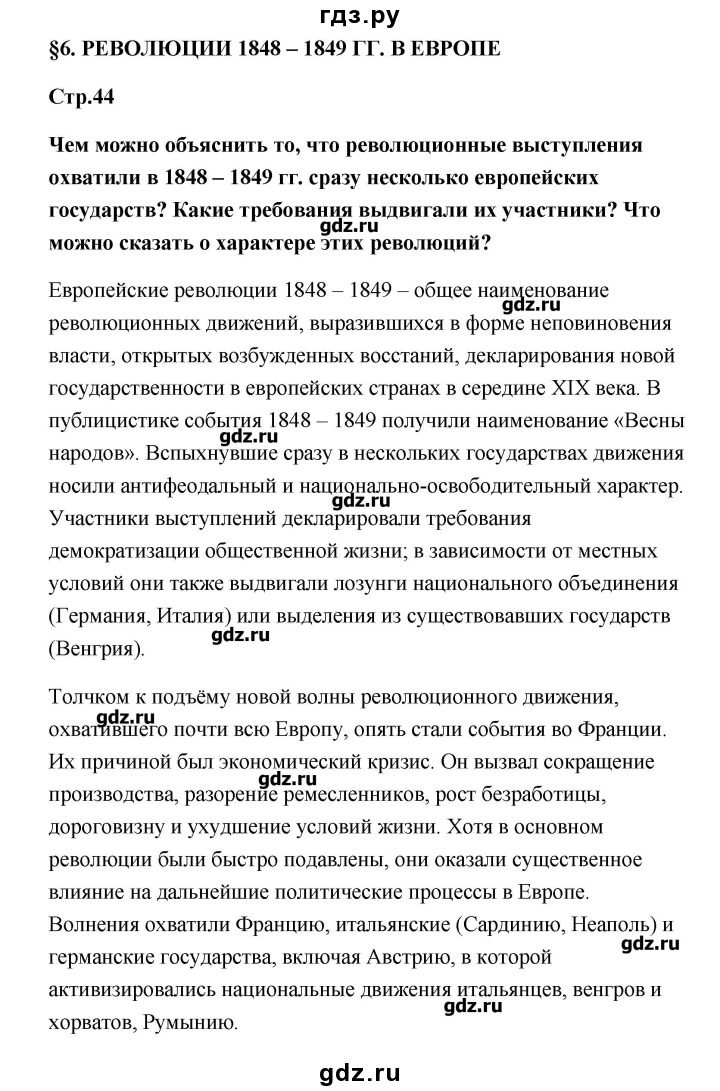 гдз.ру
§6. РЕВОЛЮЦИИ 1848 – 1849 ГГ. В ЕВРОПЕ
Стр.44
Чем можно объяснить то, что революционные выступления
охватили в 1848 – 1849 гг. сразу несколько европейских
государств? Какие требования выдвигали их участники? Что
gdz.ru
можно сказать о характере этих революций?
Европейские революции 1848 – 1849 – общее наименование
gdz.ru
революционных движений, выразившихся в форме неповиновения
власти, открытых возбужденных восстаний, декларирования новой
государственности в европейских странах в середине XIX века. В
публицистике события 1848 – 1849 получили наименование «Весны
gdz.ru
народов». Вспыхнувшие сразу в нескольких государствах движения
носили антифеодальный и национально-освободительный характер.
gdz.ru
Участники выступлений декларировали требования
демократизации общественной жизни; в зависимости от местных
условий они также выдвигали лозунги национального объединения
(Германия, Италия) или выделения из существовавших государств
gdz.ru
(Венгрия).
Толчком к подъёму новой волны революционного движения,
gdz.ru
охватившего почти всю Европу, опять стали события во Франции.
Их причиной был экономический кризис. Он вызвал сокращение
gdz.ru
производства, разорение ремесленников, рост безработицы,
дороговизну и ухудшение условий жизни. Хотя в основном
революции были быстро подавлены, они оказали существенное
влияние на дальнейшие политические процессы в Европе.
Волнения охватили Францию, итальянские (Сардинию, Неаполь) и
gdz.ru
германские государства, включая Австрию, в которой
активизировались национальные движения итальянцев, венгров и
gdz.ru
хорватов, Румынию.
gdz.ru